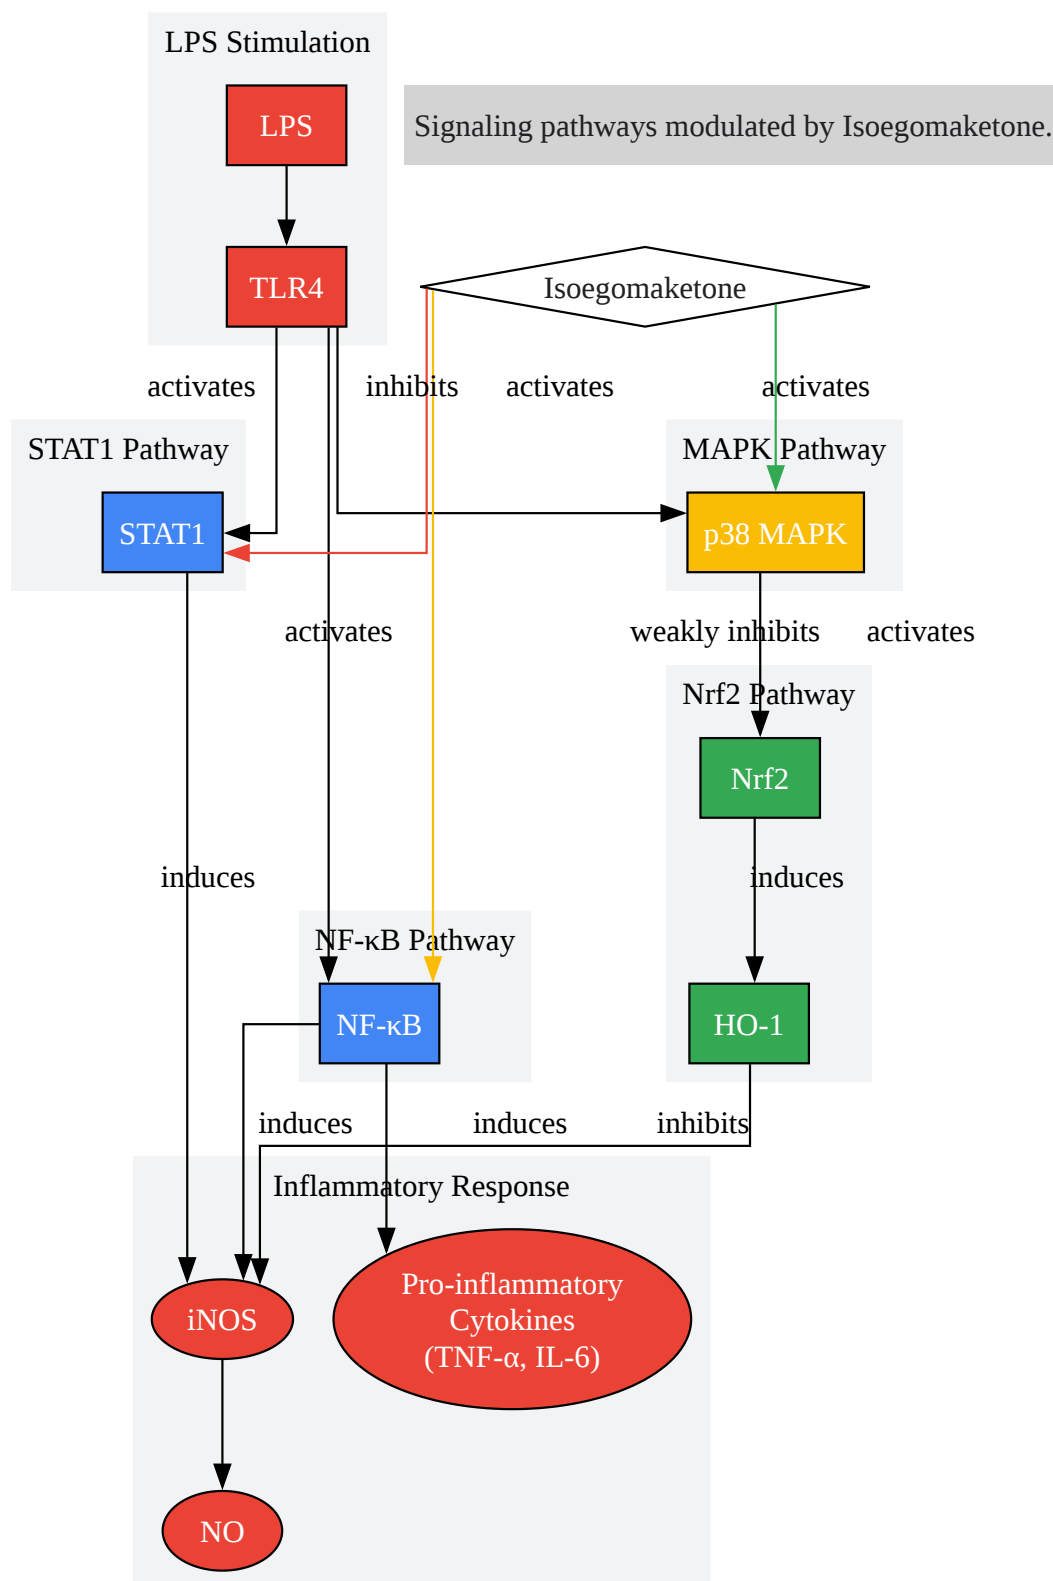 LPS Stimulation
LPS
Signaling pathways modulated by Isoegomaketone.
TLR4
Isoegomaketone
activates
inhibits
activates
activates
STAT1 Pathway
MAPK Pathway
STAT1
p38 MAPK
activates
weakly inhibits
activates
Nrf2 Pathway
Nrf2
induces
induces
NF-κB Pathway
NF-κB
HO-1
induces
induces
inhibits
Inflammatory Response
iNOS
Pro-inflammatory
Cytokines
(TNF-α, IL-6)
NO